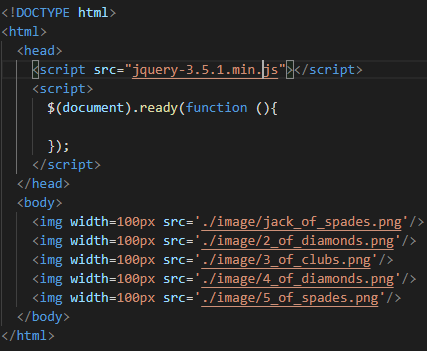 <!DOCTYPE html>
<html>
<head>
<script src="jquery-3.5.1.min.js"></script>
<script>
$(document).ready(function (){
});
</script>
</head>
<body>
<img width=100px src='./image/jack_of_spades.png'/>
<img width=100px src='./image/2_of_diamonds.png'/>
<img width=100px src='./image/3_of_clubs.png'/>
<img width=100px src='./image/4_of_diamonds.png'/>
<img width=100px src='./image/5_of_spades.png'/>
</body>
</html>